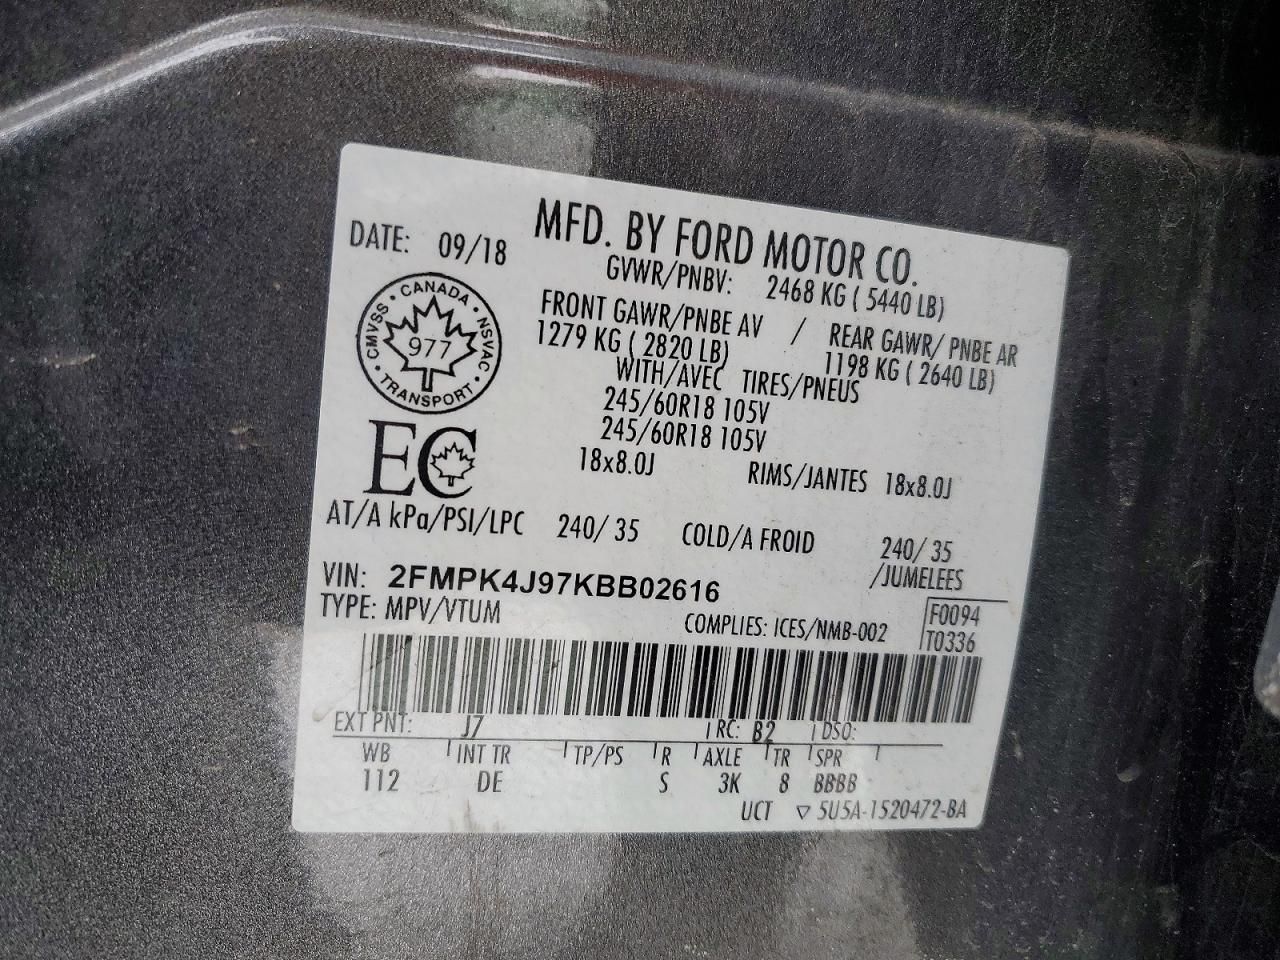 MFD. BY FORD MOTOR CO.
DATE: 09/18
GVWR/PNBV: 2468 KG ( 5440 LB)
FRONT GAWR/PNBE AV / REAR GAWR/ PNBE AR
1279 KG ( 2820 LB) 1198 KG ( 2640 LB)
WITH/AVEC TIRES/PNEUS
245/60R18 105V
245/60R18 105V
18x8.0J RIMS/JANTES 18x8.0J
CMVSS • CANADA • NSVAC • TRANSPORT •
977
EC
AT/A kPa/PSI/LPC 240/ 35 COLD/A FROID 240/ 35
/JUMELEES
VIN: 2FMPK4J97KBB02616
TYPE: MPV/VTUM
COMPLIES: ICES/NMB-002
F0094
T0336
EXT PNT: J7 RC: B2 DSO:
WB INT TR TP/PS R AXLE TR SPR
112 DE S 3K 8 BBBB
UCT ▽ 5U5A-1520472-BA